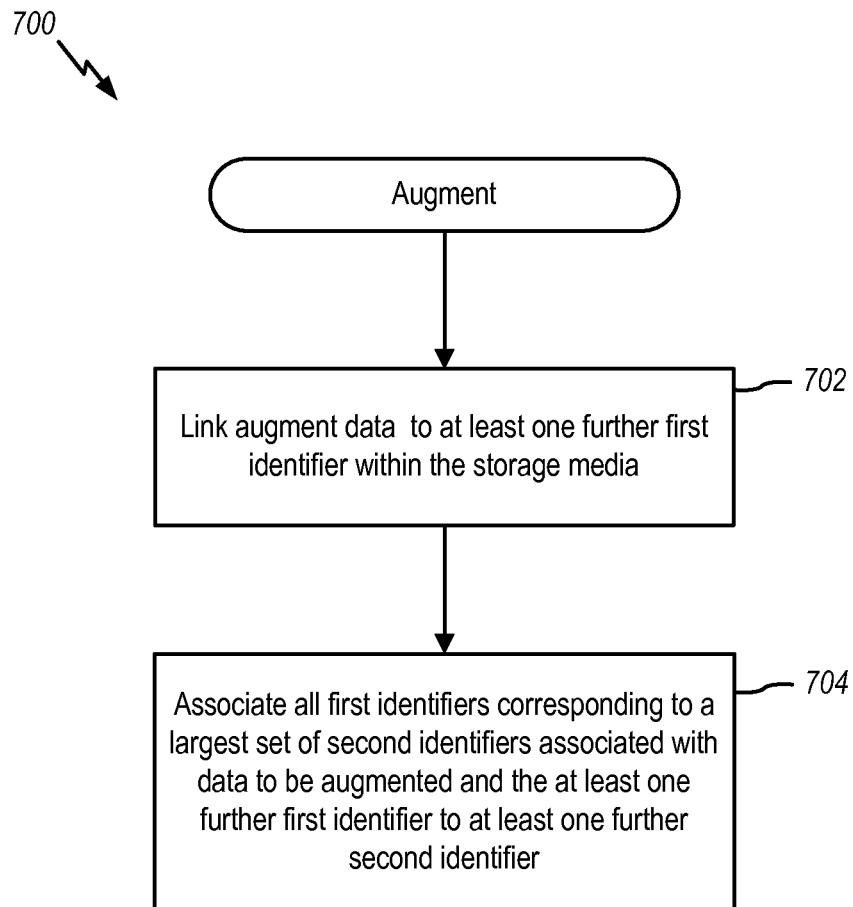 700
Augment
702
Link augment data to at least one further first
identifier within the storage media
704
Associate all first identifiers corresponding to a
largest set of second identifiers associated with
data to be augmented and the at least one
further first identifier to at least one further
second identifier